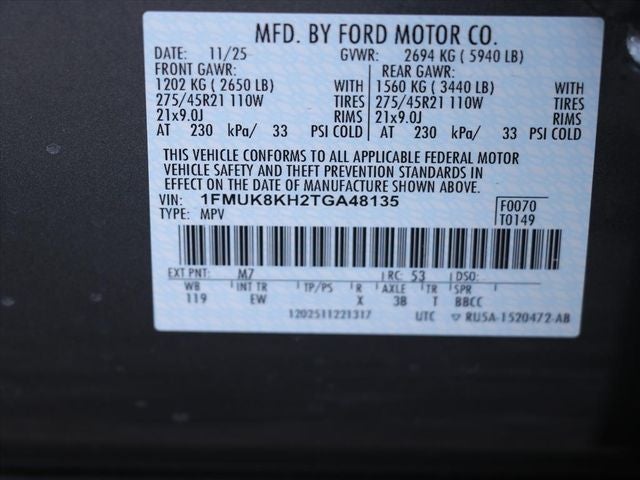 MFD. BY FORD MOTOR CO.
DATE: 11/25 GVWR: 2694 KG ( 5940 LB)
FRONT GAWR: REAR GAWR:
1202 KG ( 2650 LB) WITH 1560 KG ( 3440 LB) WITH
275/45R21 110W TIRES 275/45R21 110W TIRES
21x9.0J RIMS 21x9.0J RIMS
AT 230 kPa/ 33 PSI COLD AT 230 kPa/ 33 PSI COLD
THIS VEHICLE CONFORMS TO ALL APPLICABLE FEDERAL MOTOR
VEHICLE SAFETY AND THEFT PREVENTION STANDARDS IN
EFFECT ON THE DATE OF MANUFACTURE SHOWN ABOVE.
VIN: 1FMUK8KH2TGA48135 F0070
TYPE: MPV T0149
EXT PNT: M7 RC: 53 DSO:
WB INT TR TP/PS R AXLE TR SPR
119 EW X 3B T BBCC
1202511221317 UTC ▽ RU5A-1520472-AB